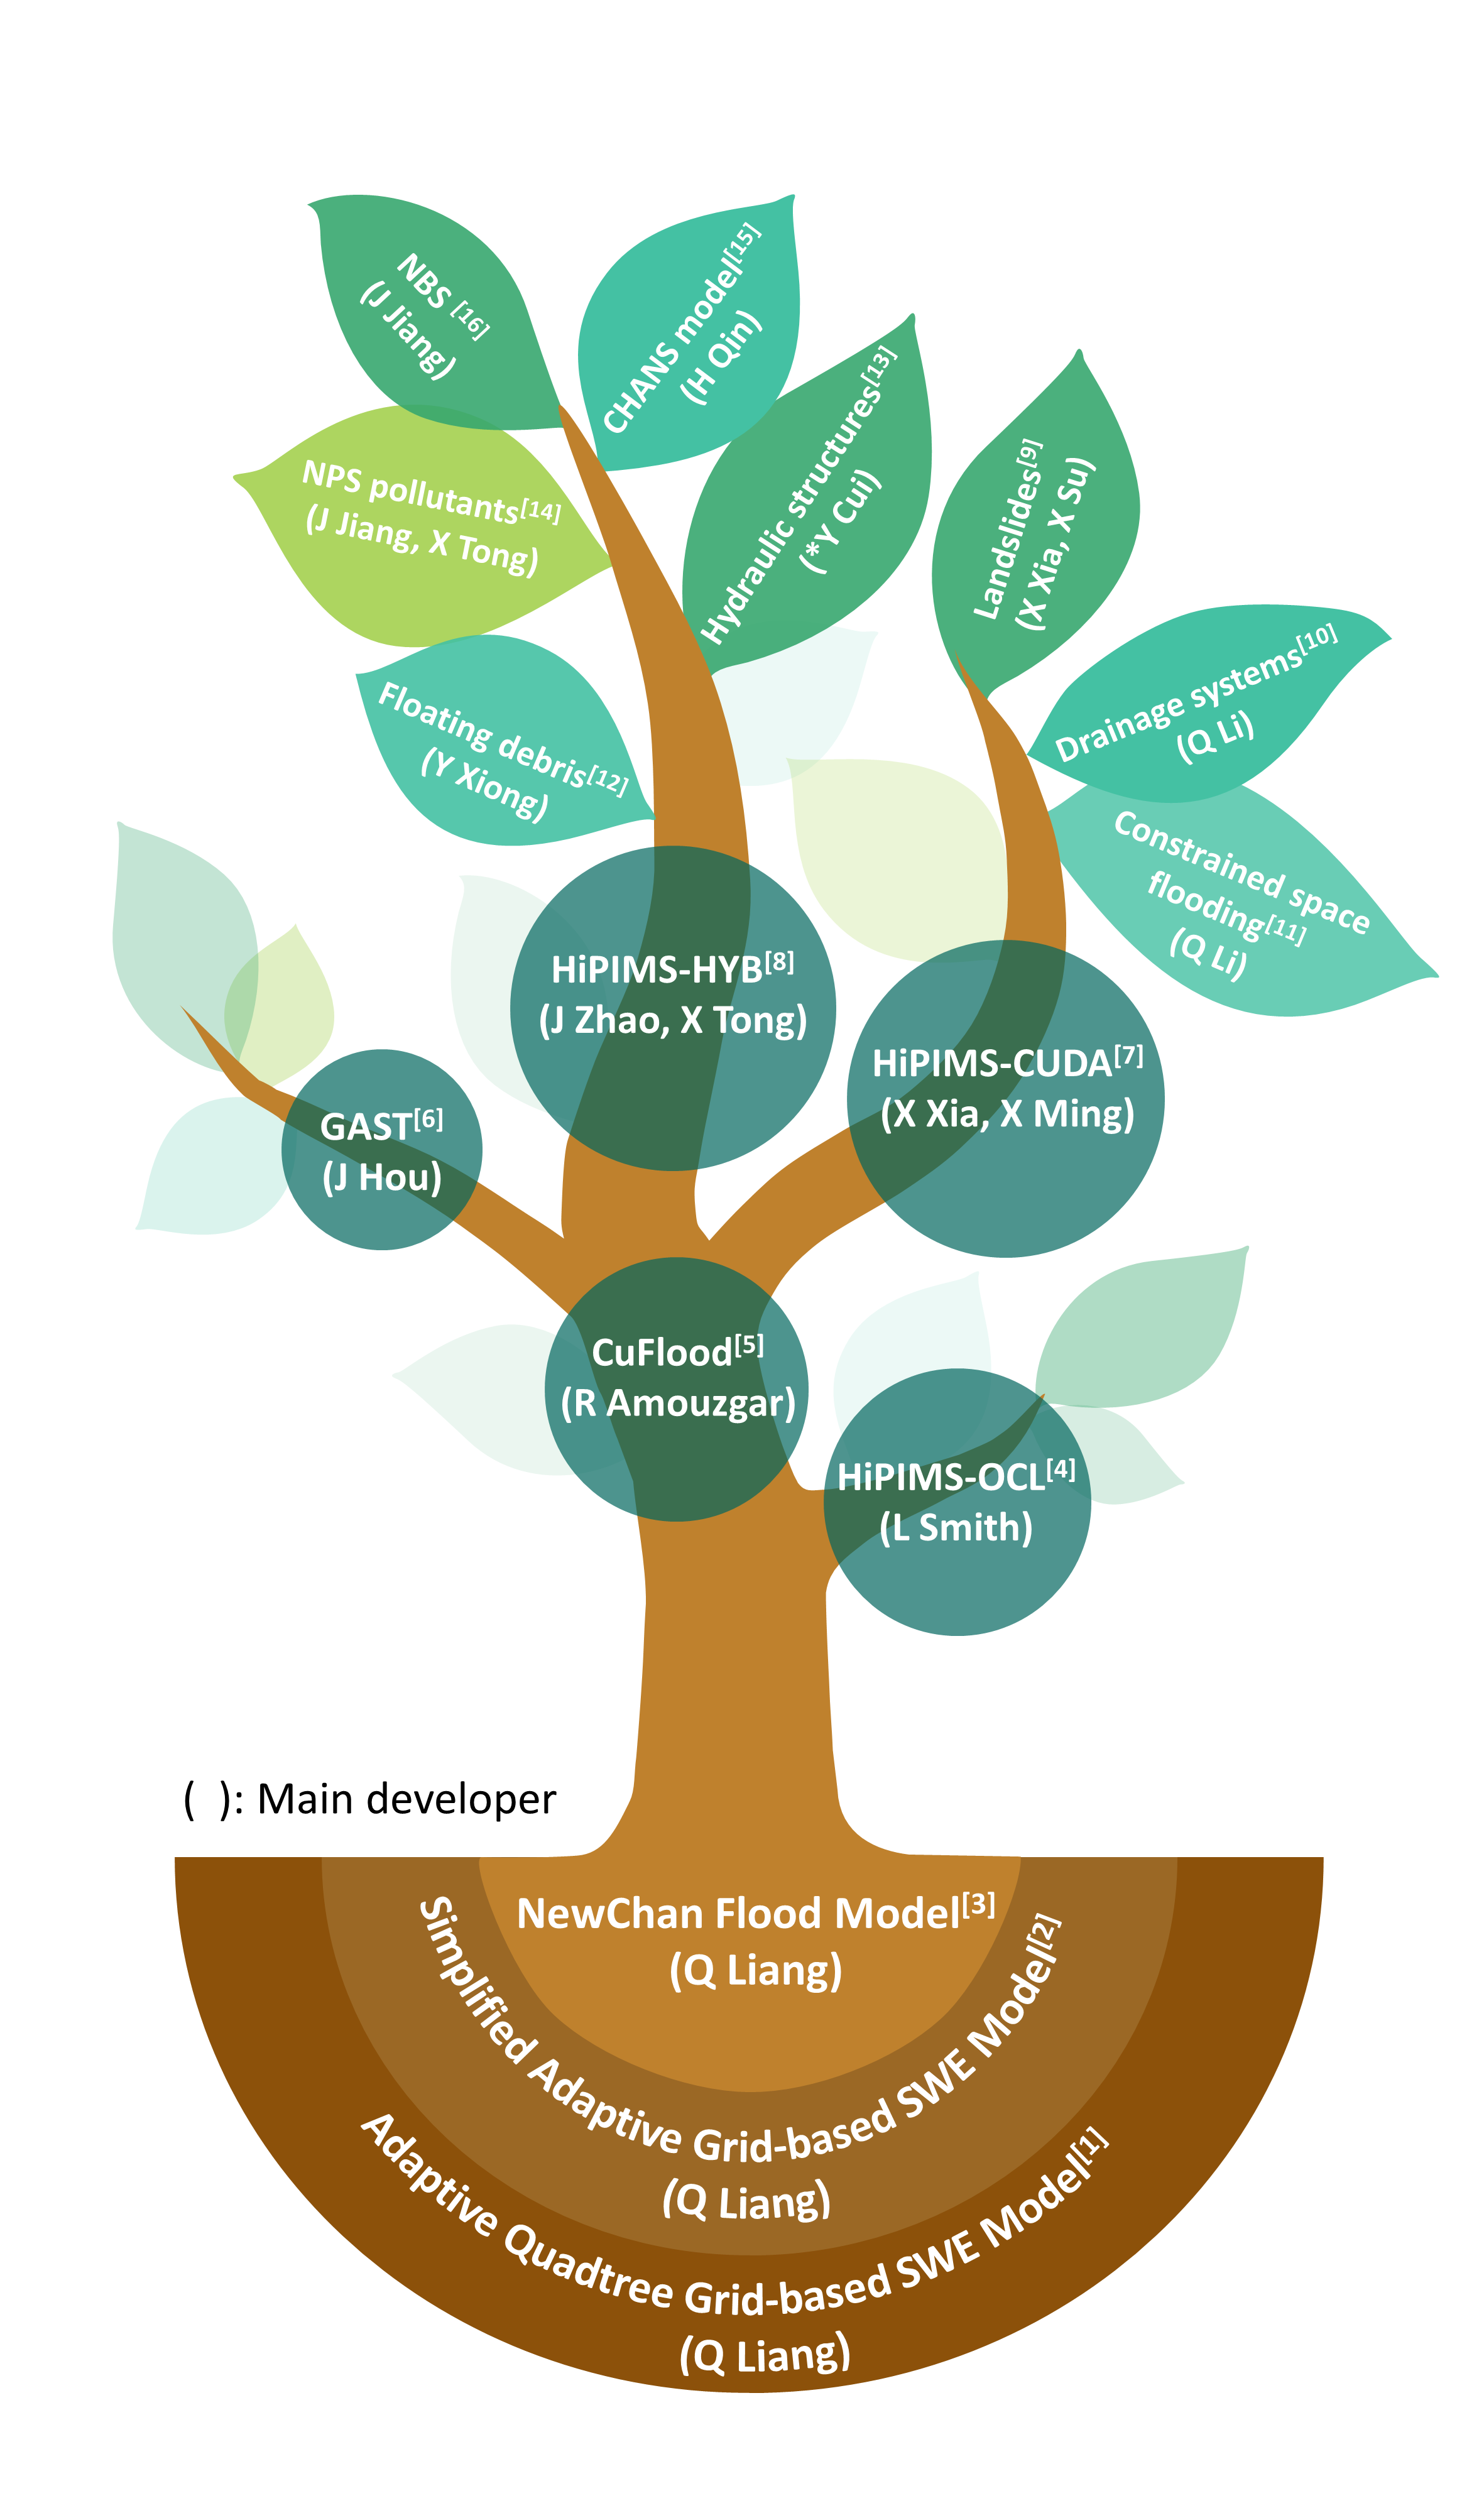 NBS [16]
(J Jiang)
CHANS model[15]
(H Qin)
Hydraulic structures[13]
(*Y Cui)
Landslides[9]
(X Xia, X Su)
NPS pollutants[14]
(J Jiang, X Tong)
Drainage systems[10]
(Q Li)
Floating debris[12]
(Y Xiong)
Constrained space
flooding[11]
(Q Li)
HiPIMS-HYB[8]
(J Zhao, X Tong)
HiPIMS-CUDA[7]
(X Xia, X Ming)
GAST[6]
(J Hou)
CuFlood[5]
(R Amougar)
HiPIMS-OCL[4]
(L Smith)
( ): Main developer
NewChan Flood Model[3]
(Q Liang)
Simplified Adaptive Grid-based SWE Model[2]
(Q Liang)
Adaptive Quadtree Grid-based SWE Model[1]
(Q Liang)